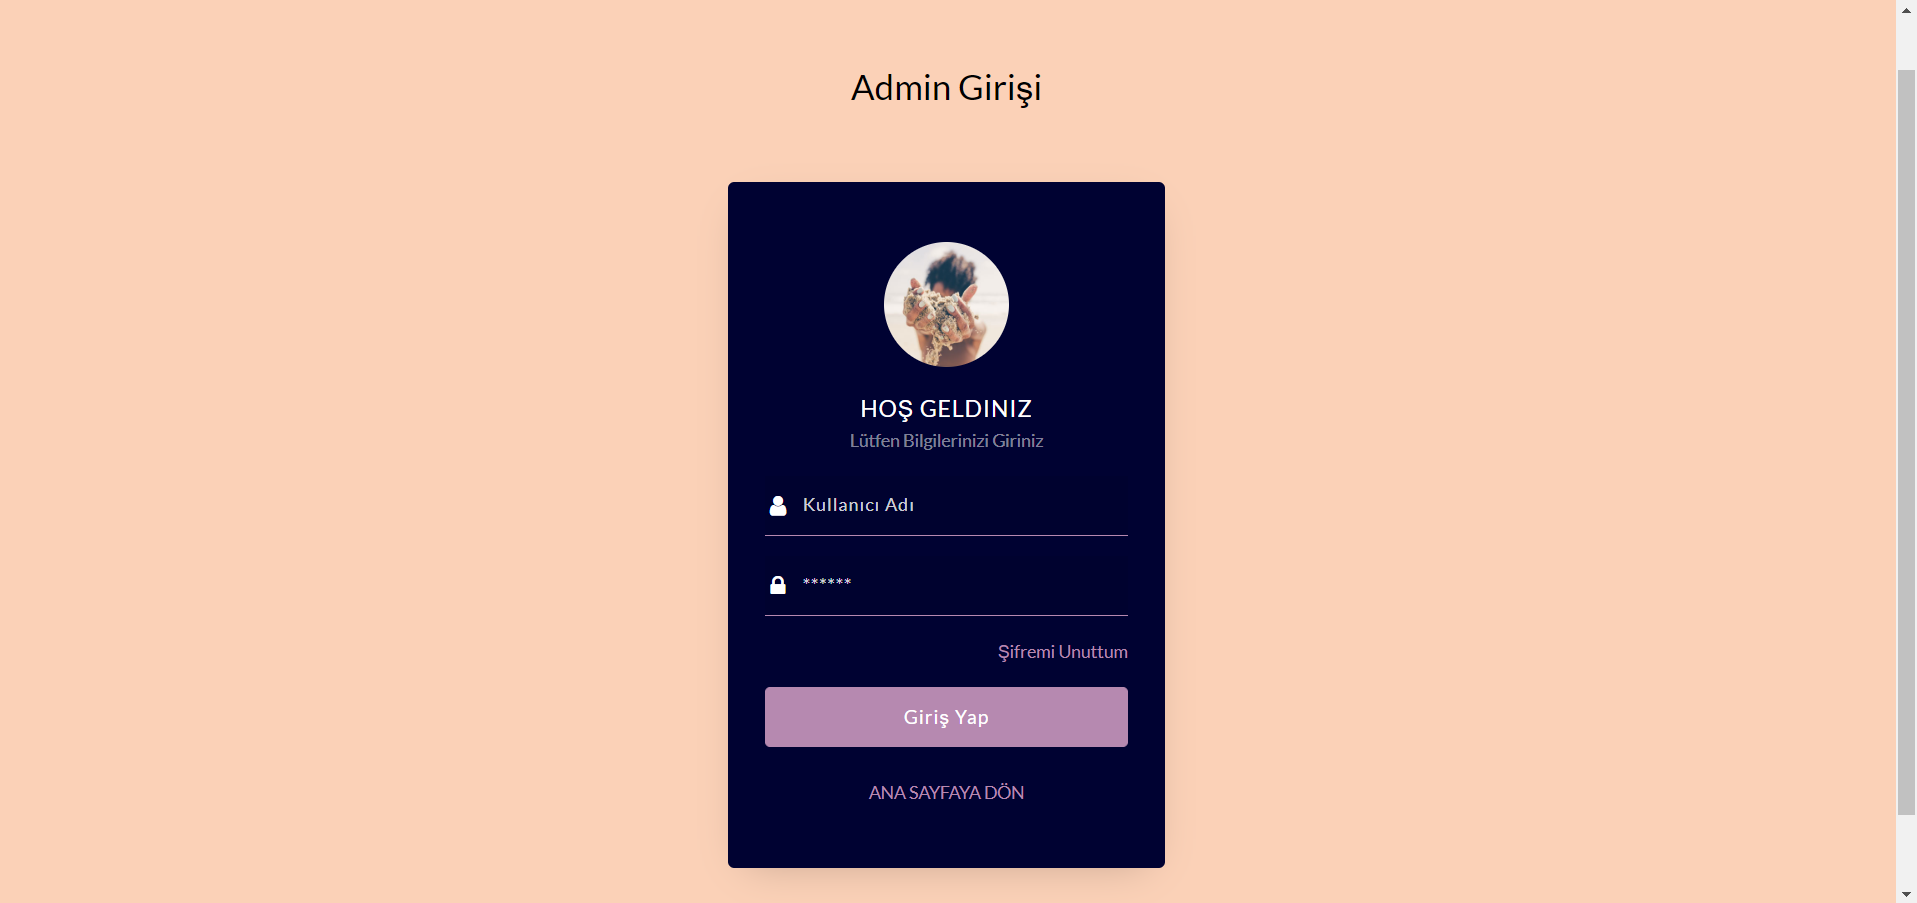 Admin Girişi
HOŞ GELDINIZ
Lütfen Bilgilerinizi Giriniz
Kullanıcı Adı
******
Şifremi Unuttum
Giriş Yap
ANA SAYFAYA DÖN